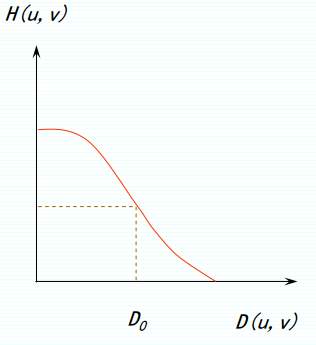 H(u, v)
D₀
D(u, v)